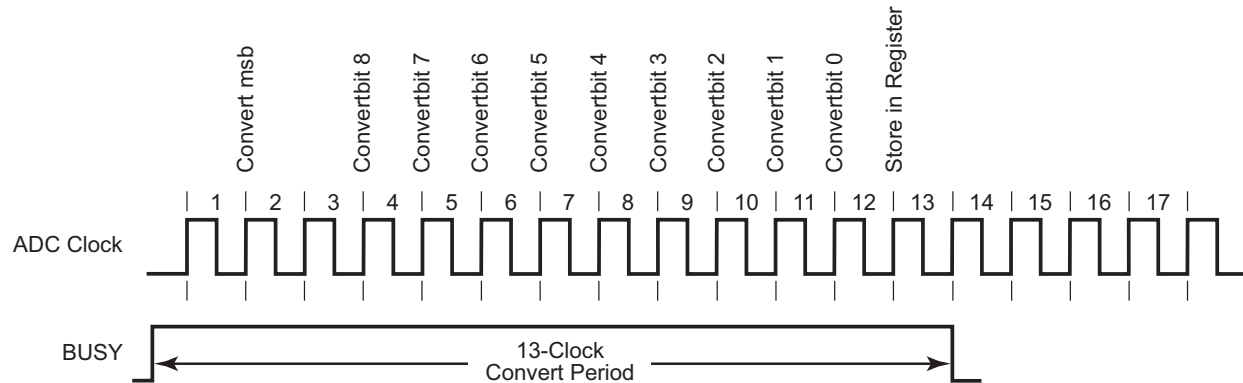 Convert msb
Convertbit 8
Convertbit 7
Convertbit 6
Convertbit 5
Convertbit 4
Convertbit 3
Convertbit 2
Convertbit 1
Convertbit 0
Store in Register
1 2 3 4 5 6 7 8 9 10 11 12 13 14 15 16 17
ADC Clock
BUSY
13-Clock
Convert Period